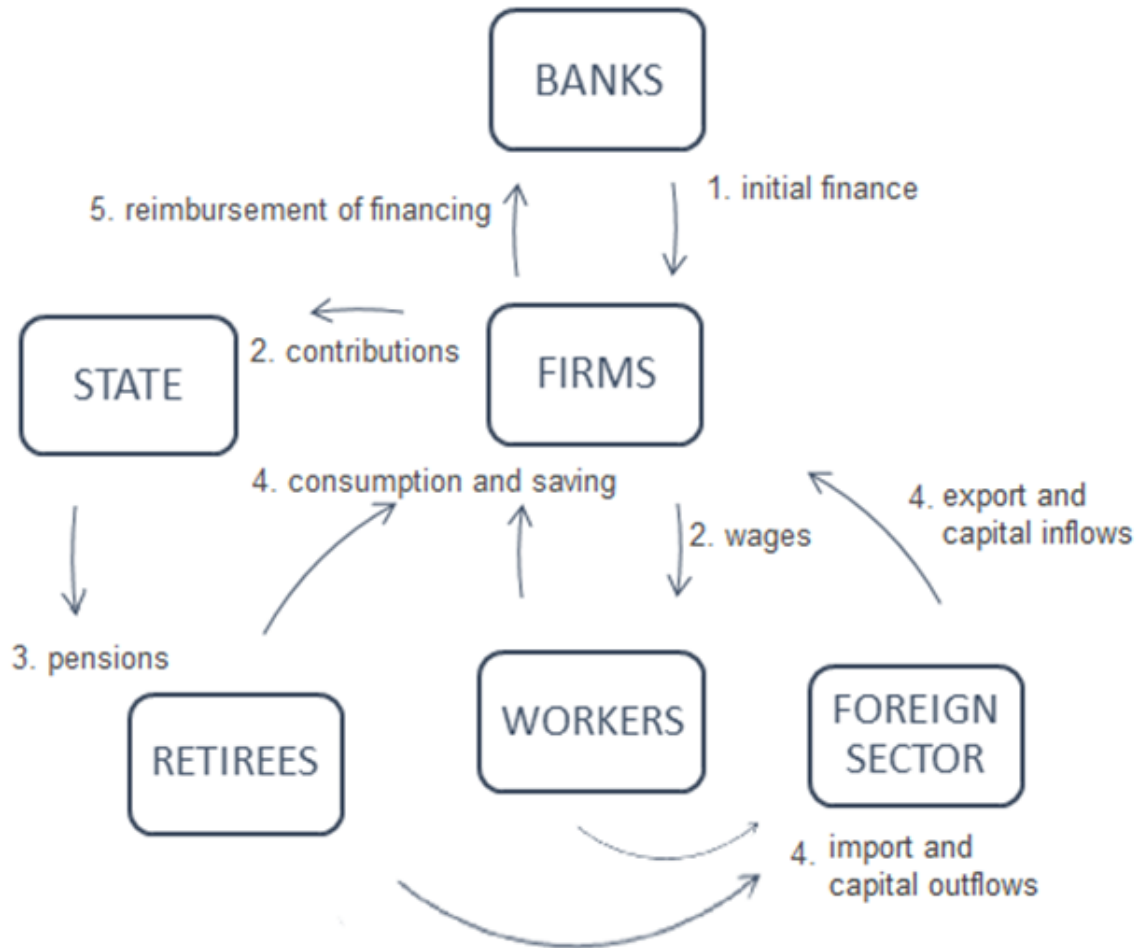 BANKS
1. initial finance
5. reimbursement of financing
STATE
2. contributions
FIRMS
4. consumption and saving
2. wages
4. export and
capital inflows
3. pensions
RETIREES
WORKERS
FOREIGN
SECTOR
4. import and
capital outflows